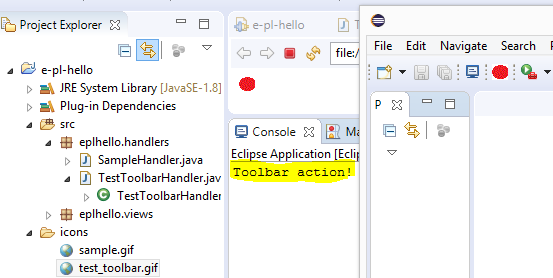 Project Explorer
e-pl-hello
JRE System Library [JavaSE-1.8]
Plug-in Dependencies
src
eplhello.handlers
SampleHandler.java
TestToolbarHandler.jav
TestToolbarHandler
eplhello.views
icons
sample.gif
test_toolbar.gif
e-pl-hello
file:/
Console
Ma
Eclipse Application [Ecli
Toolbar action!
File Edit Navigate Search
P